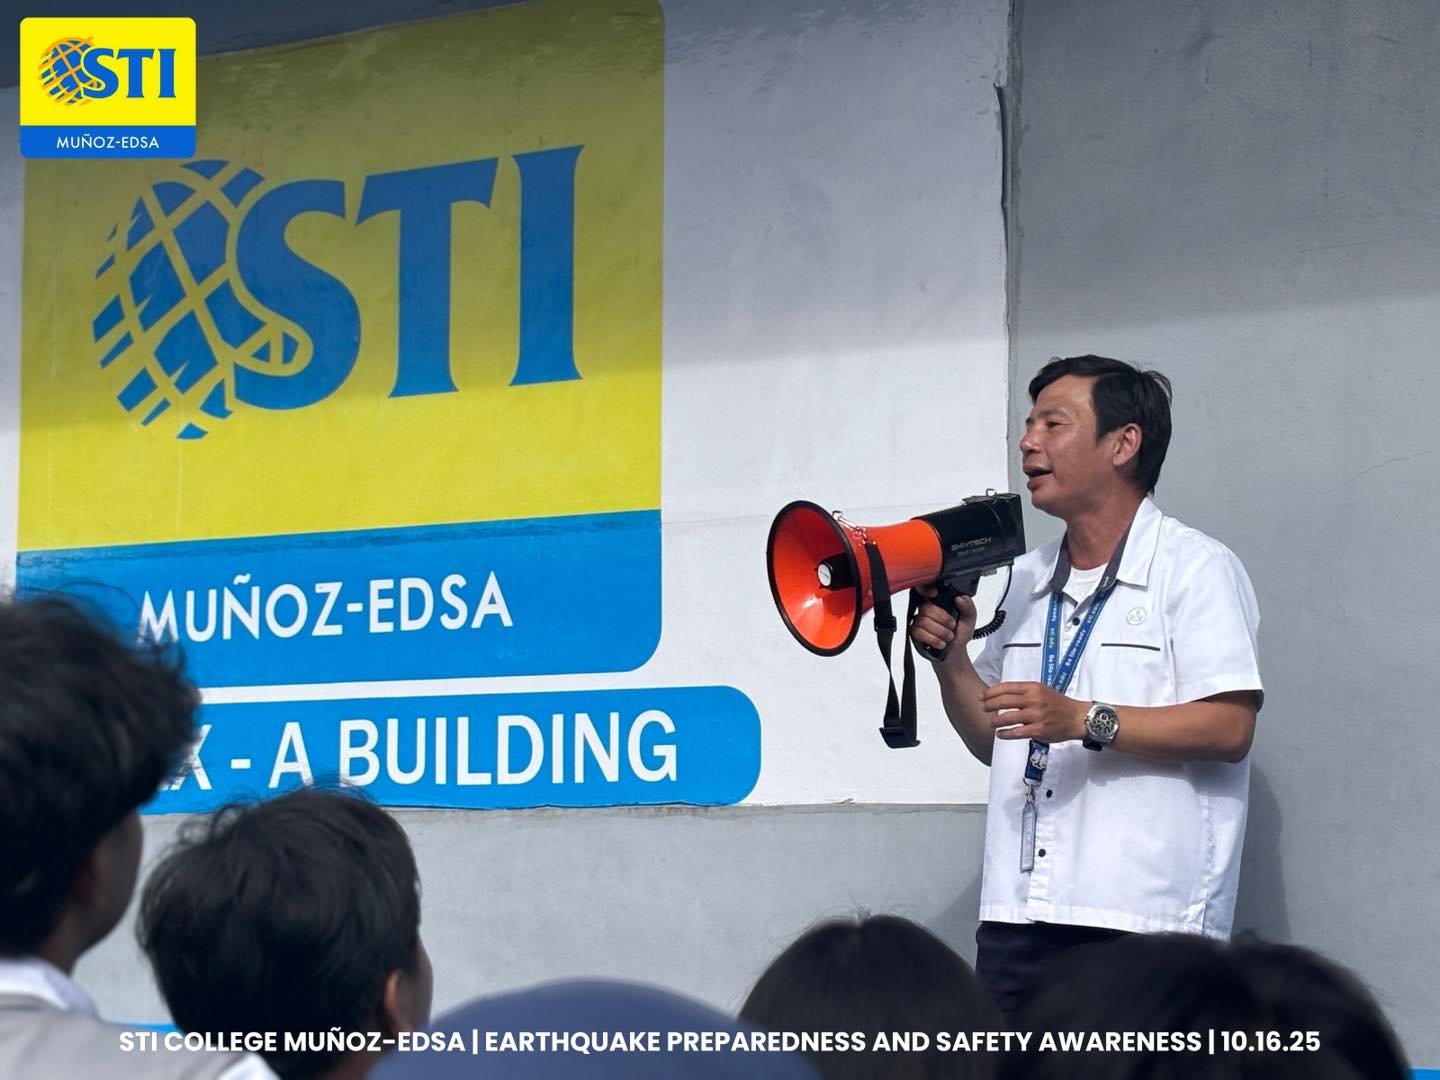 STI
MUÑOZ-EDSA
STI
MUÑOZ-EDSA
X - A BUILDING
SKYTECH
STI COLLEGE MUÑOZ-EDSA | EARTHQUAKE PREPAREDNESS AND SAFETY AWARENESS | 10.16.25